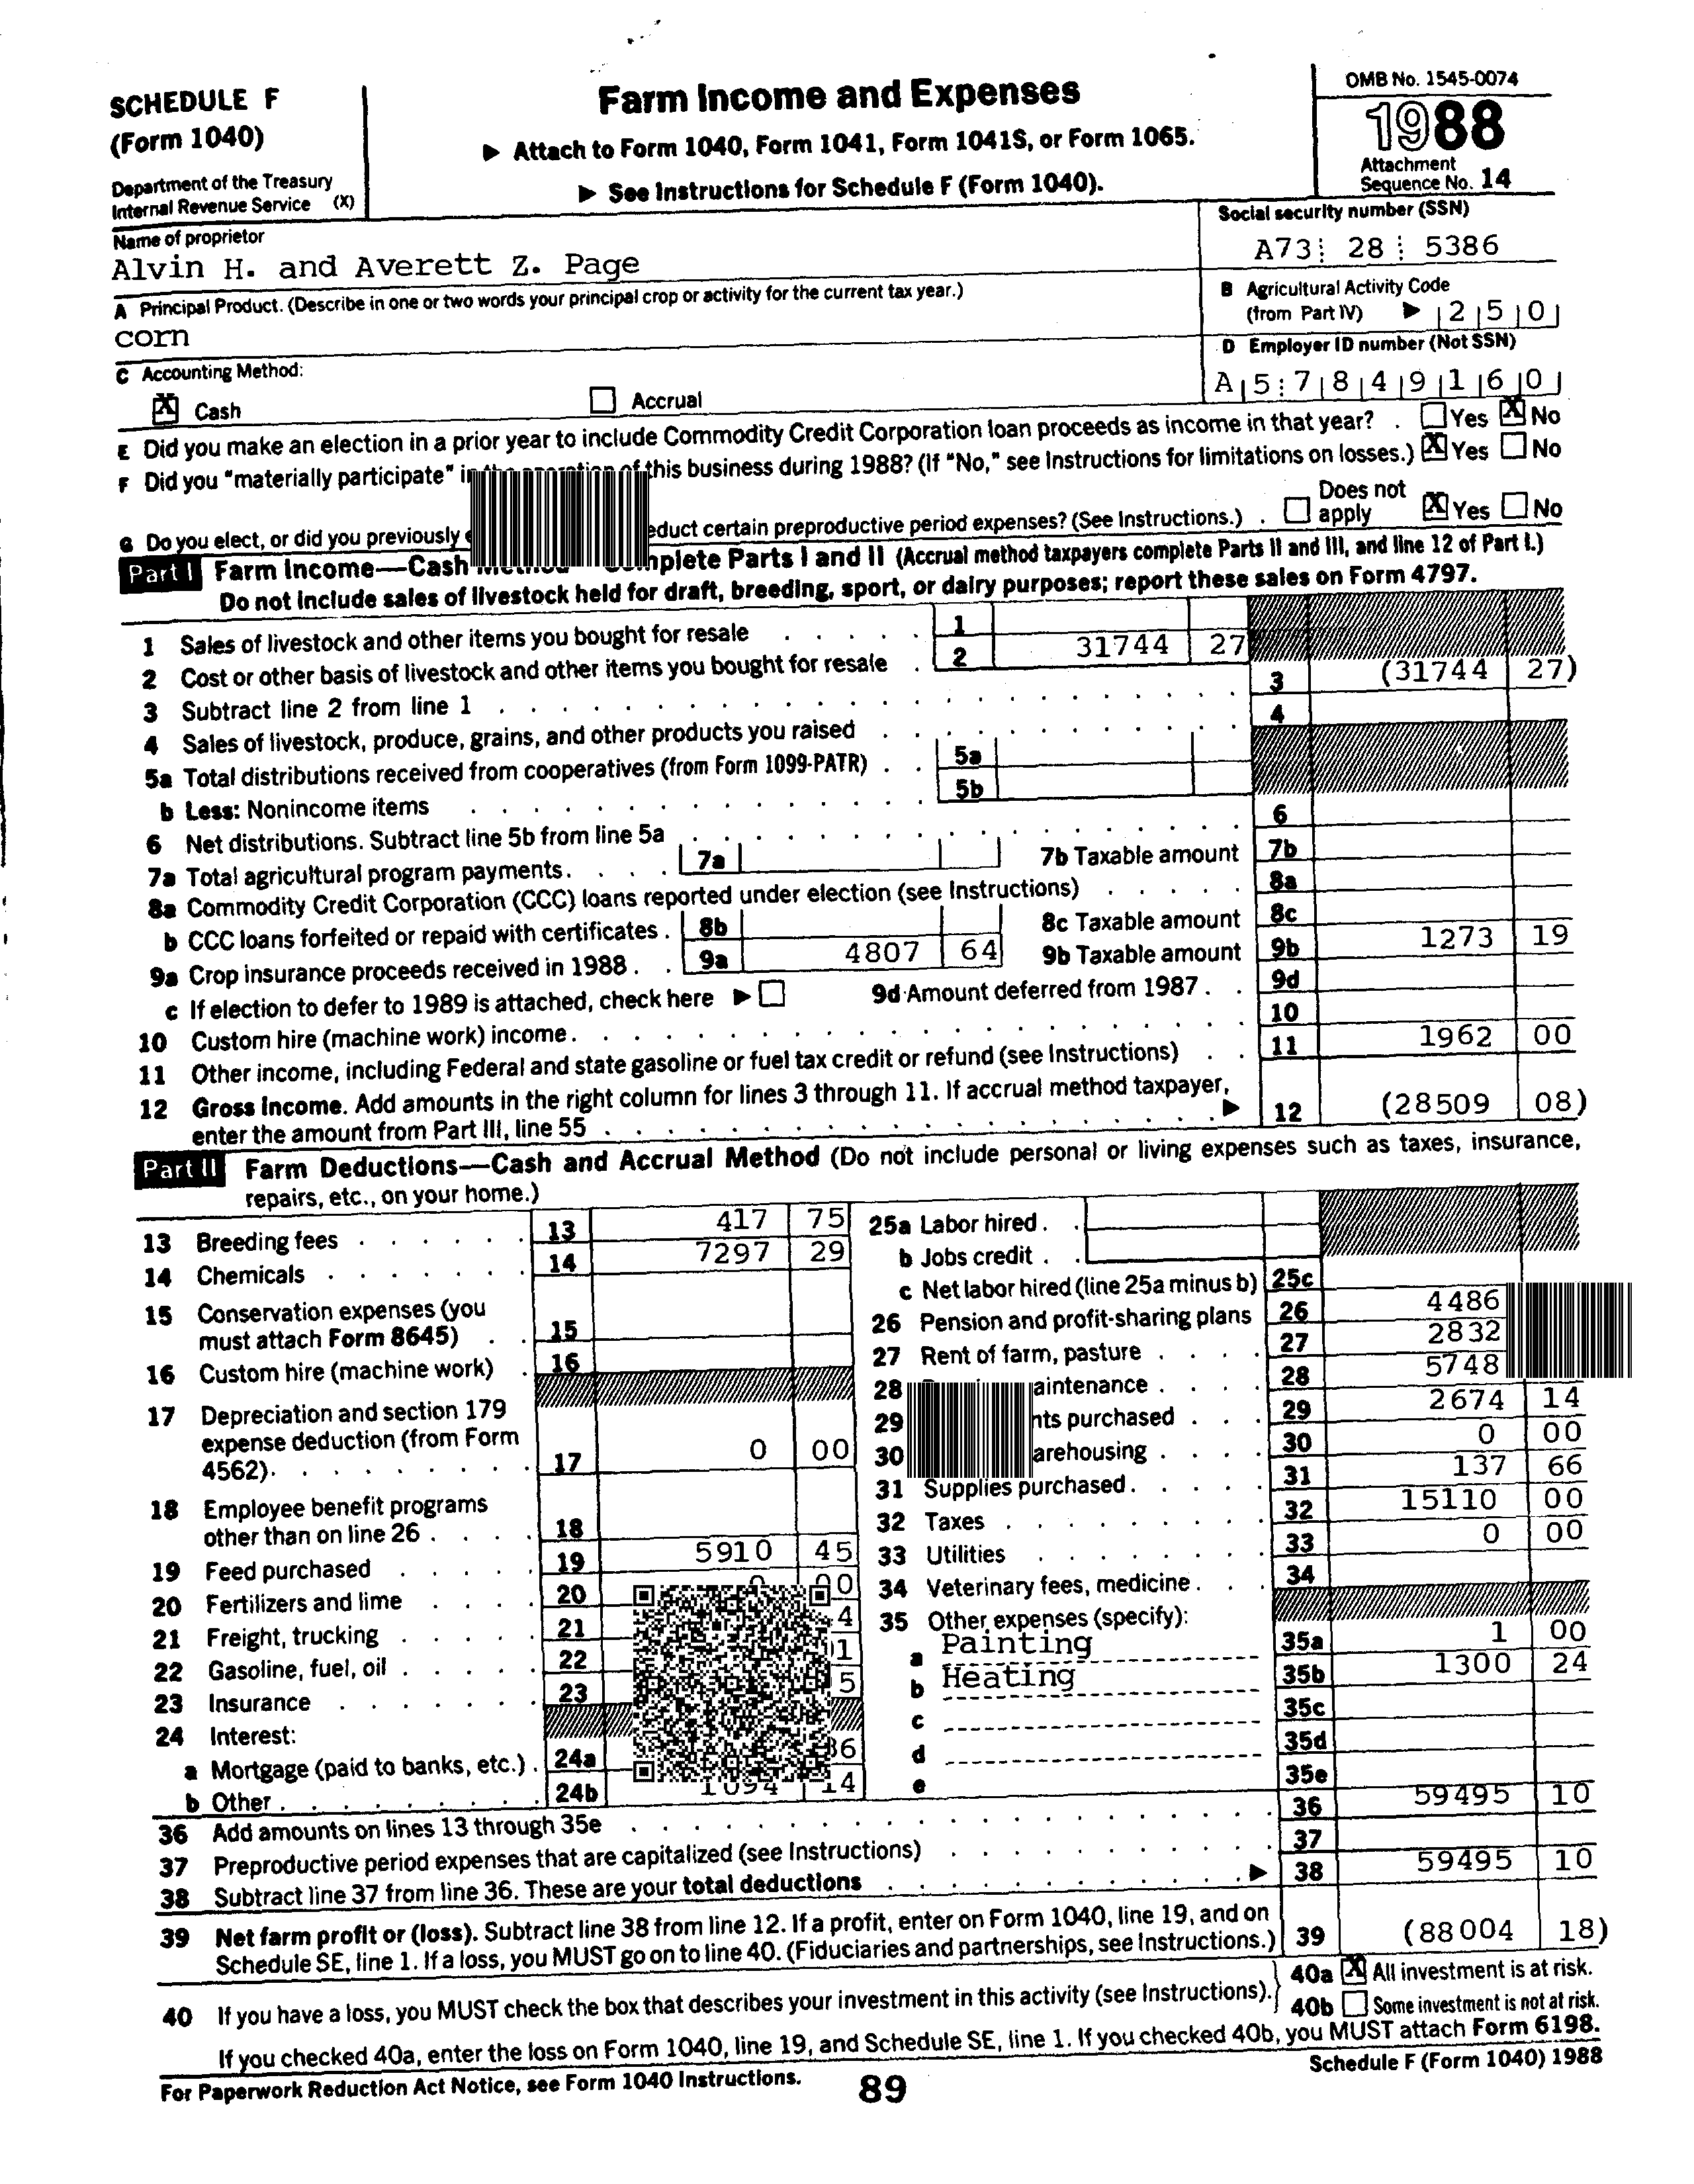 SCHEDULE F
(Form 1040)
Department of the Treasury
Internal Revenue Service (X)
Farm Income and Expenses
▶ Attach to Form 1040, Form 1041, Form 1041S, or Form 1065.
▶ See Instructions for Schedule F (Form 1040).
OMB No. 1545-0074
1988
Attachment
Sequence No. 14
Name of proprietor
Alvin H. and Averett Z. Page
Social security number (SSN)
A73 28 5386
A Principal Product. (Describe in one or two words your principal crop or activity for the current tax year.)
corn
B Agricultural Activity Code
(from Part IV) ▶ 2 5 0
C Accounting Method:
X Cash Accrual
D Employer ID number (Not SSN)
A 5 7 8 4 9 1 6 0
E Did you make an election in a prior year to include Commodity Credit Corporation loan proceeds as income in that year? . Yes X No
F Did you "materially participate" in the operation of this business during 1988? (If "No," see Instructions for limitations on losses.) X Yes No
G Do you elect, or did you previously educt certain preproductive period expenses? (See Instructions.) . Does not apply X Yes No
Part I Farm Income—Cash Method—Complete Parts I and II (Accrual method taxpayers complete Parts II and III, and line 12 of Part I.)
Do not include sales of livestock held for draft, breeding, sport, or dairy purposes; report these sales on Form 4797.
1 Sales of livestock and other items you bought for resale . . . . . 1
2 Cost or other basis of livestock and other items you bought for resale . 2 31744 27
3 Subtract line 2 from line 1 . . . . . 3 (31744 27)
4 Sales of livestock, produce, grains, and other products you raised . . . . . 4
5a Total distributions received from cooperatives (from Form 1099-PATR) . . 5a
b Less: Nonincome items . . . . . 5b
6 Net distributions. Subtract line 5b from line 5a . . . . . 6
7a Total agricultural program payments. . . . 7a 7b Taxable amount 7b
8a Commodity Credit Corporation (CCC) loans reported under election (see Instructions) . . . . . 8a
b CCC loans forfeited or repaid with certificates . 8b 8c Taxable amount 8c
9a Crop insurance proceeds received in 1988 . . 9a 4807 64 9b Taxable amount 9b 1273 19
c If election to defer to 1989 is attached, check here ▶ 9d Amount deferred from 1987 . . 9d
10 Custom hire (machine work) income . . . . . 10
11 Other income, including Federal and state gasoline or fuel tax credit or refund (see Instructions) . . 11 1962 00
12 Gross Income. Add amounts in the right column for lines 3 through 11. If accrual method taxpayer,
enter the amount from Part III, line 55 . . . . . ▶ 12 (28509 08)
Part II Farm Deductions—Cash and Accrual Method (Do not include personal or living expenses such as taxes, insurance,
repairs, etc., on your home.)
13 Breeding fees . . . . . . 13 417 75
14 Chemicals . . . . . . . 14 7297 29
15 Conservation expenses (you
must attach Form 8645) . . 15
16 Custom hire (machine work) . 16
17 Depreciation and section 179
expense deduction (from Form
4562). . . . . . . . . 17 0 00
18 Employee benefit programs
other than on line 26 . . . . 18
19 Feed purchased . . . . . 19 5910 45
20 Fertilizers and lime . . . . 20 00
21 Freight, trucking . . . . . 21 4
22 Gasoline, fuel, oil . . . . . 22 1
23 Insurance . . . . . . . 23 5
24 Interest:
a Mortgage (paid to banks, etc.) . 24a 36
b Other . . . . . . . . . 24b 1094 14
25a Labor hired . .
b Jobs credit . .
c Net labor hired (line 25a minus b) 25c
26 Pension and profit-sharing plans 26 4486
27 Rent of farm, pasture . . . . 27 2832
28 aintenance . . . . 28 5748
29 nts purchased . . . 29 2674 14
30 arehousing . . . . 30 0 00
31 Supplies purchased . . . . . 31 137 66
32 Taxes . . . . . . . . . 32 15110 00
33 Utilities . . . . . . . . 33 0 00
34 Veterinary fees, medicine . . . 34
35 Other expenses (specify):
a Painting 35a 1 00
b Heating 35b 1300 24
c 35c
d 35d
e 35e
36 Add amounts on lines 13 through 35e . . . . . 36 59495 10
37 Preproductive period expenses that are capitalized (see Instructions) . . . . . 37
38 Subtract line 37 from line 36. These are your total deductions . . . . . ▶ 38 59495 10
39 Net farm profit or (loss). Subtract line 38 from line 12. If a profit, enter on Form 1040, line 19, and on
Schedule SE, line 1. If a loss, you MUST go on to line 40. (Fiduciaries and partnerships, see Instructions.) 39 (88004 18)
40 If you have a loss, you MUST check the box that describes your investment in this activity (see Instructions).
40a X All investment is at risk.
40b Some investment is not at risk.
If you checked 40a, enter the loss on Form 1040, line 19, and Schedule SE, line 1. If you checked 40b, you MUST attach Form 6198.
For Paperwork Reduction Act Notice, see Form 1040 Instructions. 89 Schedule F (Form 1040) 1988